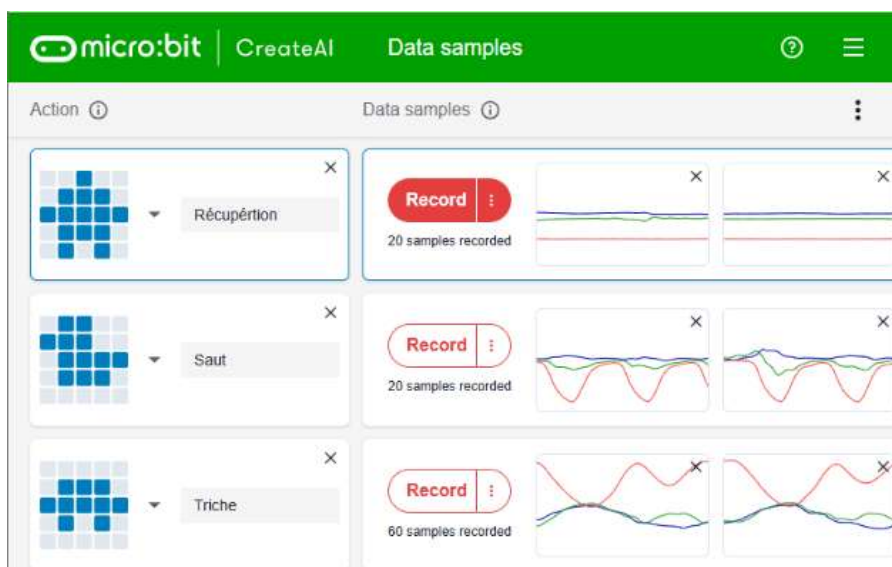 micro:bit CreateAI Data samples
Action Data samples
Récupértion Record
20 samples recorded
Saut Record
20 samples recorded
Triche Record
60 samples recorded